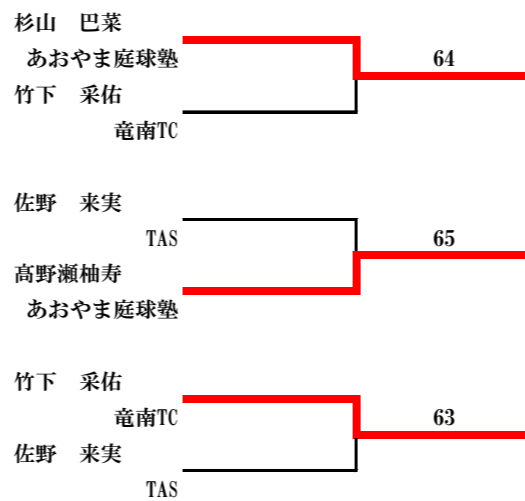 杉山　巴菜
あおやま庭球塾
64
竹下　采佑
竜南TC
佐野　来実
TAS
65
高野瀬柚寿
あおやま庭球塾
竹下　采佑
竜南TC
63
佐野　来実
TAS